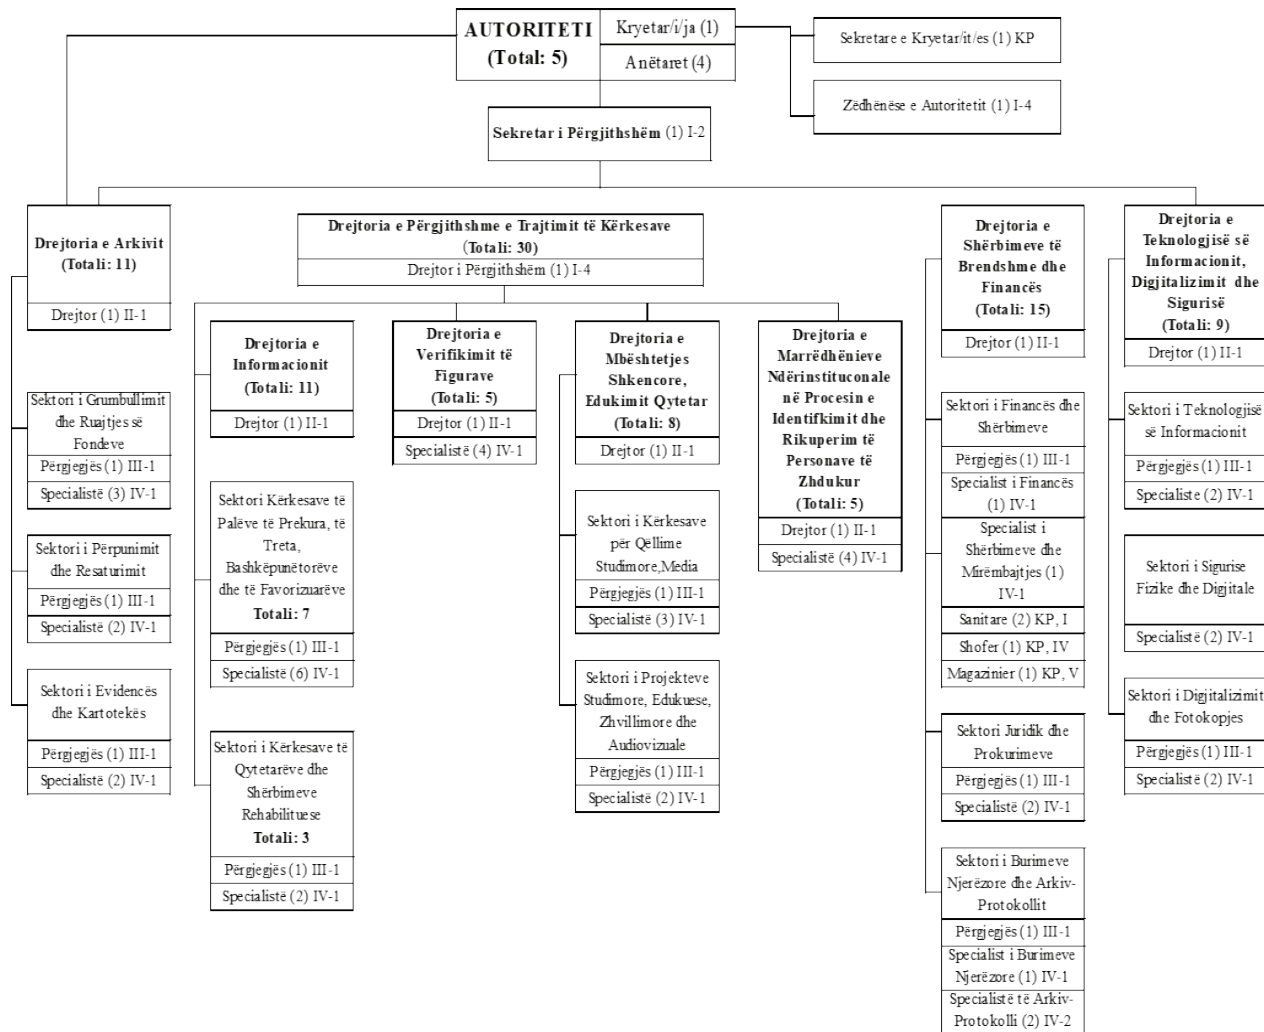 AUTORITETI
(Total: 5)
Kryetar/i/ja (1)
Anëtaret (4)
Sekretare e Kryetar/it/es (1) KP
Zëdhënëse e Autoritetit (1) I-4
Sekretar i Përgjithshëm (1) I-2
Drejtoria e Arkivit
(Totali: 11)
Drejtor (1) II-1
Sektori i Grumbullimit
dhe Ruajtjes së
Fondeve
Përgjegjës (1) III-1
Specialistë (3) IV-1
Sektori i Përpunimit
dhe Resaturimit
Përgjegjës (1) III-1
Specialistë (2) IV-1
Sektori i Evidencës
dhe Kartotekës
Përgjegjës (1) III-1
Specialistë (2) IV-1
Drejtoria e Përgjithshme e Trajtimit të Kërkesave
(Totali: 30)
Drejtor i Përgjithshëm (1) I-4
Drejtoria e
Informacionit
(Totali: 11)
Drejtor (1) II-1
Sektori Kërkesave të
Palëve të Prekura, të
Treta,
Bashkëpunëtorëve
dhe të Favorizuarëve
Totali: 7
Përgjegjës (1) III-1
Specialistë (6) IV-1
Sektori i Kërkesave të
Qytetarëve dhe
Shërbimeve
Rehabilituese
Totali: 3
Përgjegjës (1) III-1
Specialistë (2) IV-1
Drejtoria e
Verifikimit të
Figurave
(Totali: 5)
Drejtor (1) II-1
Specialistë (4) IV-1
Drejtoria e
Mbështetjes
Shkencore,
Edukimit Qytetar
(Totali: 8)
Drejtor (1) II-1
Sektori i Kërkesave
për Qëllime
Studimore,Media
Përgjegjës (1) III-1
Specialistë (3) IV-1
Sektori i Projekteve
Studimore, Edukuese,
Zhvillimore dhe
Audiovizuale
Përgjegjës (1) III-1
Specialistë (2) IV-1
Drejtoria e
Marrëdhënieve
Ndërinstituconale
në Procesin e
Identifkimit dhe
Rikuperim të
Personave të
Zhdukur
(Totali: 5)
Drejtor (1) II-1
Specialistë (4) IV-1
Drejtoria e
Shërbimeve të
Brendshme dhe
Financës
(Totali: 15)
Drejtor (1) II-1
Sektori i Financës dhe
Shërbimeve
Përgjegjës (1) III-1
Specialist i Financës
(1) IV-1
Specialist i
Shërbimeve dhe
Mirëmbajtjes (1)
IV-1
Sanitare (2) KP, I
Shofer (1) KP, IV
Magazinier (1) KP, V
Sektori Juridik dhe
Prokurimeve
Përgjegjës (1) III-1
Specialistë (2) IV-1
Sektori i Burimeve
Njerëzore dhe Arkiv-
Protokollit
Përgjegjës (1) III-1
Specialist i Burimeve
Njerëzore (1) IV-1
Specialistë të Arkiv-
Protokolli (2) IV-2
Drejtoria e
Teknologjisë së
Informacionit,
Digjitalizimit dhe
Sigurisë
(Totali: 9)
Drejtor (1) II-1
Sektori i Teknologjisë
së Informacionit
Përgjegjës (1) III-1
Specialiste (2) IV-1
Sektori i Sigurise
Fizike dhe Digitale
Specialistë (2) IV-1
Sektori i Digitalizimit
dhe Fotokopjes
Përgjegjës (1) III-1
Specialistë (2) IV-1